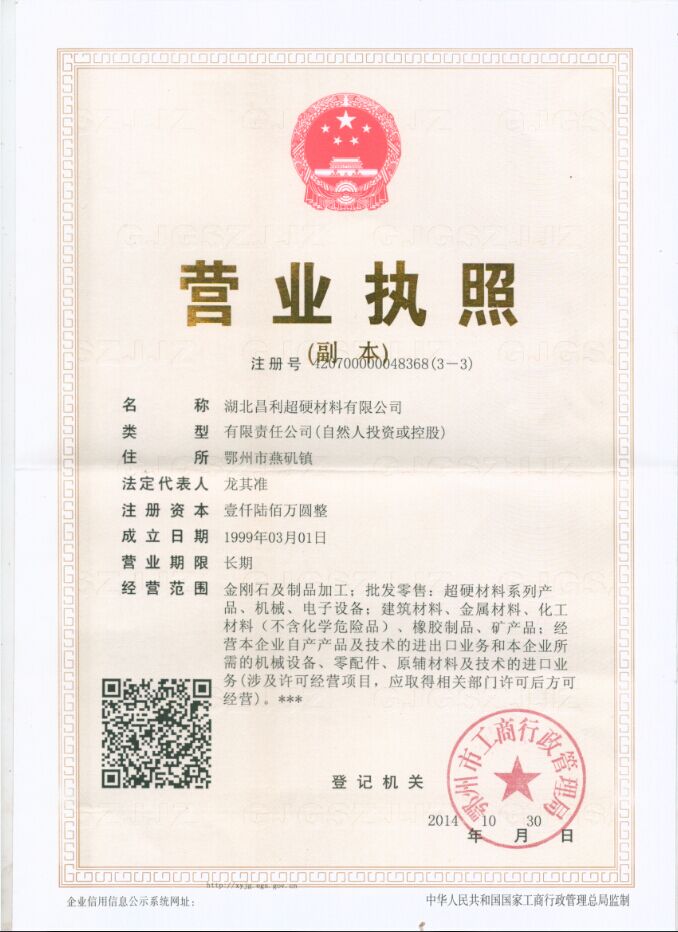 营业执照
(副 本)
注册号 420700000048368(3－3)
名 称 湖北昌利超硬材料有限公司
类 型 有限责任公司(自然人投资或控股)
住 所 鄂州市燕矶镇
法定代表人 龙其准
注册资本 壹仟陆佰万圆整
成立日期 1999年03月01日
营业期限 长期
经营范围 金刚石及制品加工；批发零售：超硬材料系列产
品、机械、电子设备；建筑材料、金属材料、化工
材料（不含化学危险品）、橡胶制品、矿产品；经
营本企业自产产品及技术的进出口业务和本企业所
需的机械设备、零配件、原辅材料及技术的进口业
务(涉及许可经营项目，应取得相关部门许可后方可
经营)。***
登记机关
鄂州市工商行政管理局
2014年10月30日
http://xyjg.egs.gov.cn
企业信用信息公示系统网址：
中华人民共和国国家工商行政管理总局监制